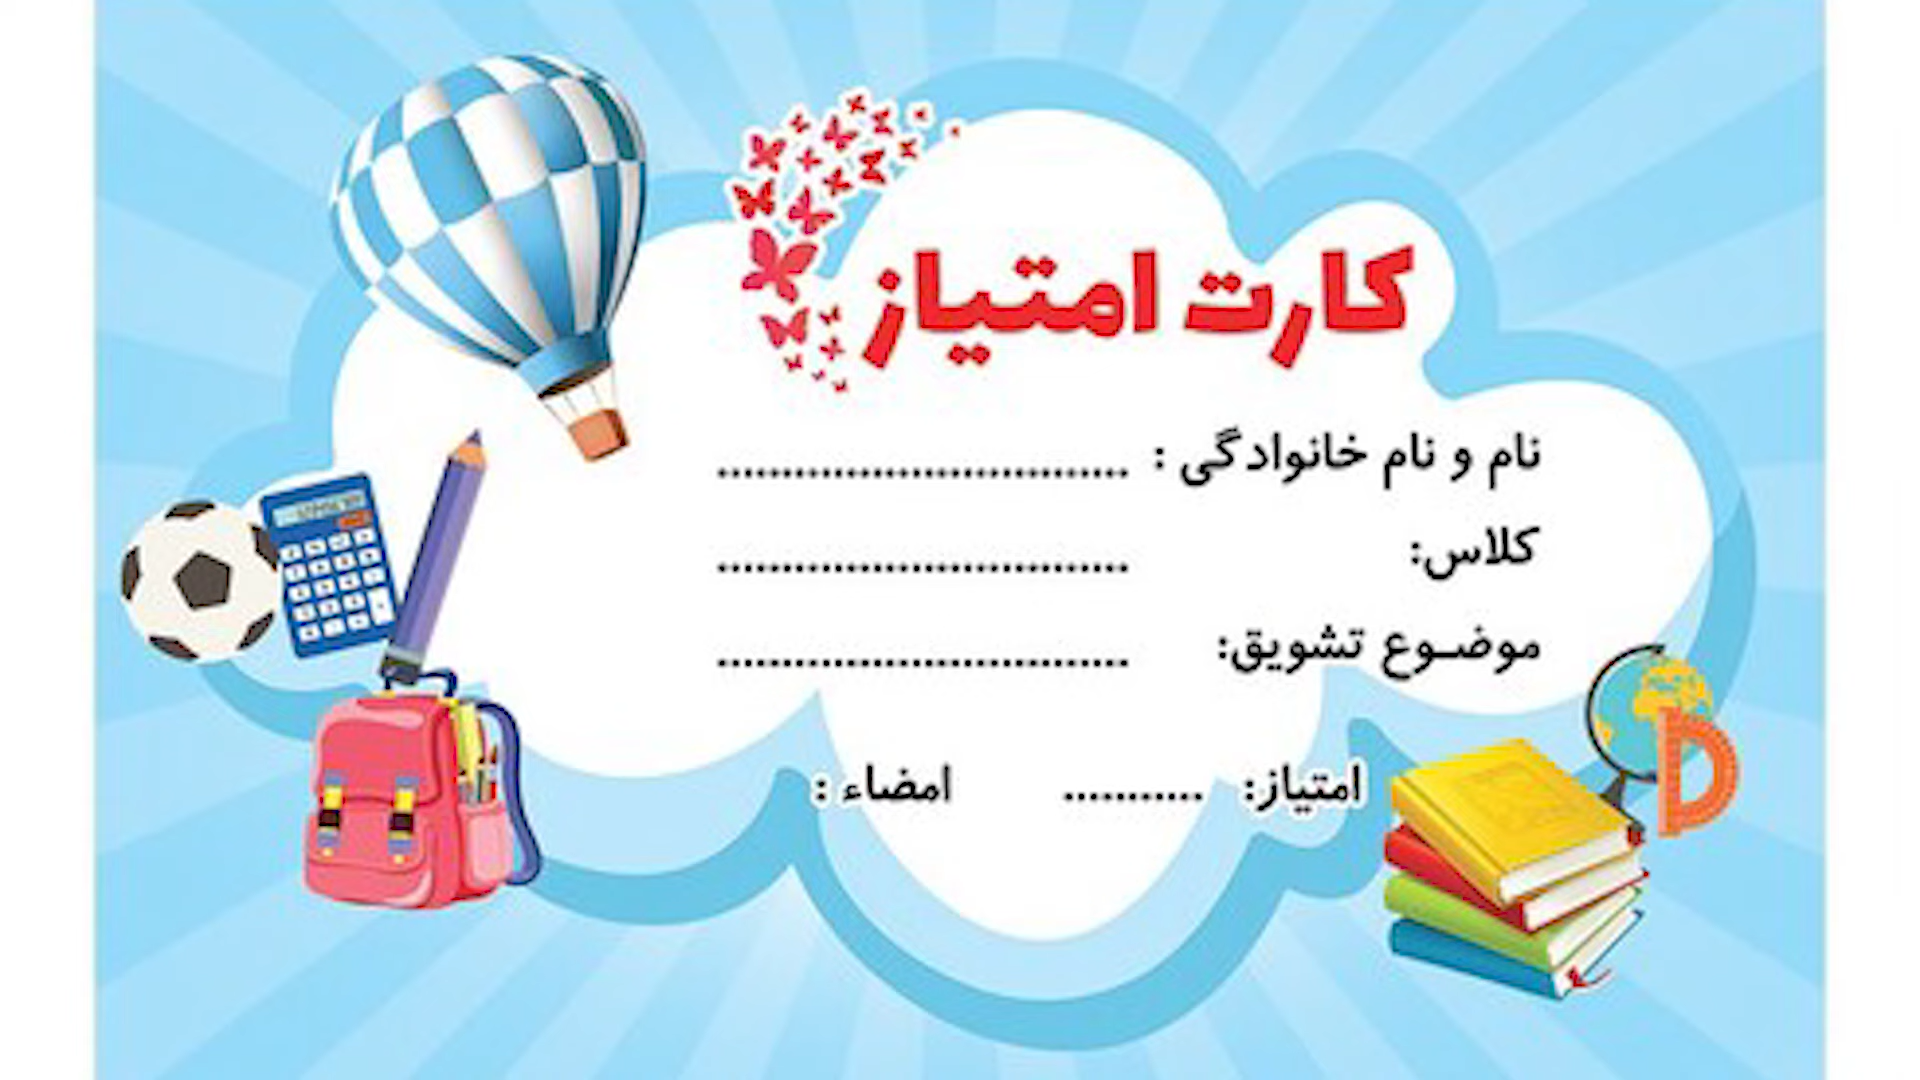 کارت امتیاز
نام و نام خانوادگی : ................................
کلاس: ................................
موضـوع تشویق: ................................
امتیاز: ........... امضاء :